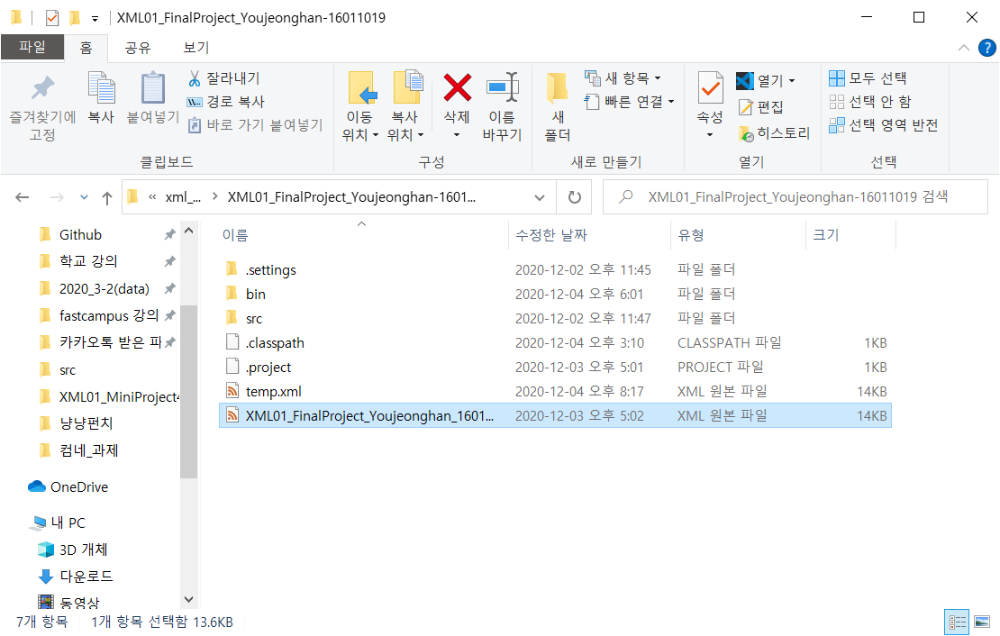 XML01_FinalProject_Youjeonghan-16011019
파일 홈 공유 보기
즐겨찾기에 고정
복사
붙여넣기
잘라내기
경로 복사
바로 가기 붙여넣기
클립보드
이동 위치
복사 위치
삭제
이름 바꾸기
구성
새 폴더
새 항목
빠른 연결
새로 만들기
속성
열기
편집
히스토리
열기
모두 선택
선택 안 함
선택 영역 반전
선택
« xml_... > XML01_FinalProject_Youjeonghan-1601...
XML01_FinalProject_Youjeonghan-16011019 검색
Github
학교 강의
2020_3-2(data)
fastcampus 강의
카카오톡 받은 파
src
XML01_MiniProject4
냥냥펀치
컴네_과제
OneDrive
내 PC
3D 개체
다운로드
동영상
이름 수정한 날짜 유형 크기
.settings 2020-12-02 오후 11:45 파일 폴더
bin 2020-12-04 오후 6:01 파일 폴더
src 2020-12-02 오후 11:47 파일 폴더
.classpath 2020-12-04 오후 3:10 CLASSPATH 파일 1KB
.project 2020-12-03 오후 5:01 PROJECT 파일 1KB
temp.xml 2020-12-04 오후 8:17 XML 원본 파일 14KB
XML01_FinalProject_Youjeonghan_1601... 2020-12-03 오후 5:02 XML 원본 파일 14KB
7개 항목 1개 항목 선택함 13.6KB